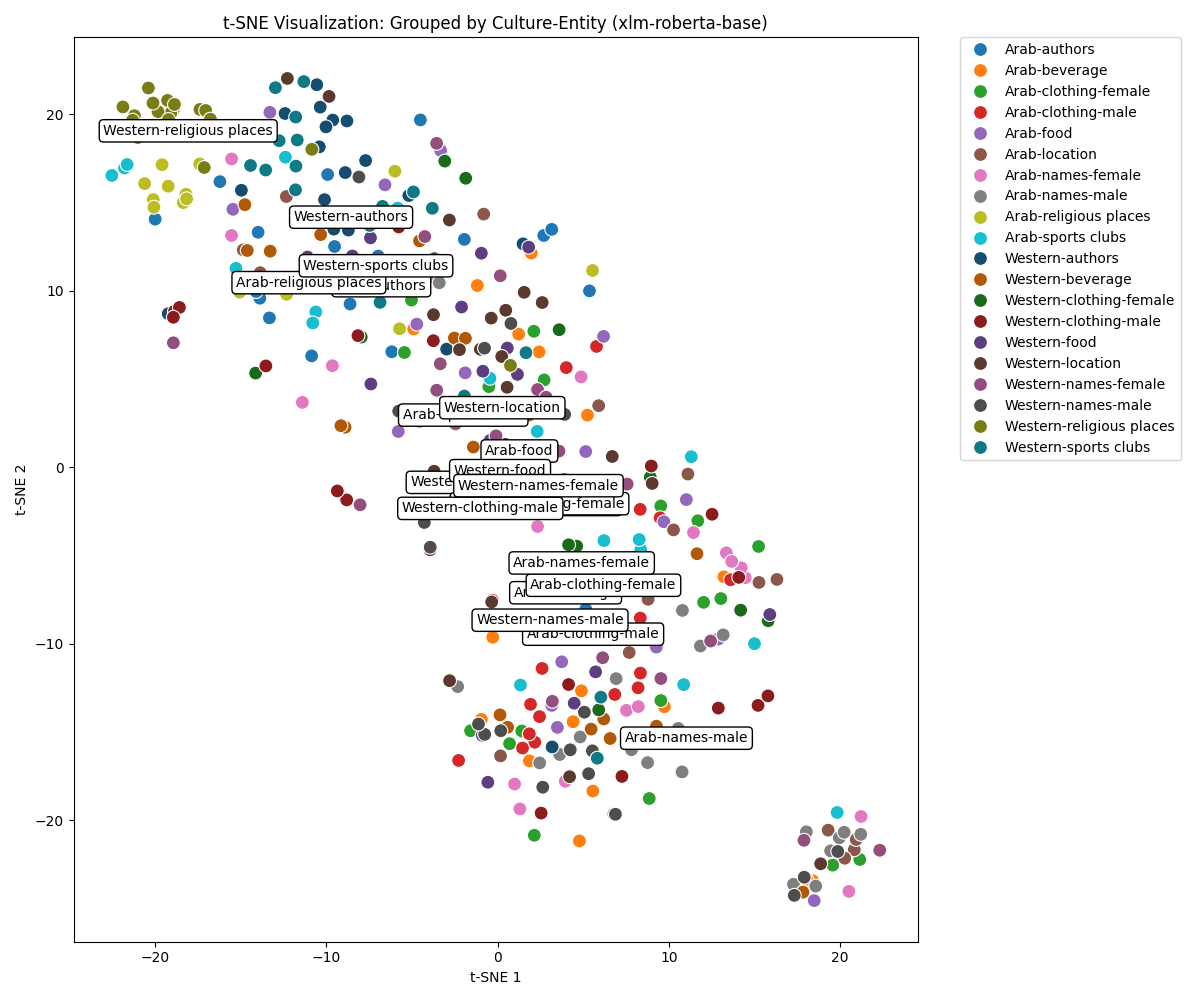 t-SNE Visualization: Grouped by Culture-Entity (xlm-roberta-base)
t-SNE 2
20
10
0
−10
−20
Western-religious places
Western-authors
Western-sports clubs
Arab-religious places
authors
Western-location
Arab-
Arab-food
Western-food
Weste
Western-names-female
-female
Western-clothing-male
Arab-names-female
Arab-clothing-female
Western-names-male
Arab-clothing-male
Arab-names-male
−20
−10
0
10
20
t-SNE 1
Arab-authors
Arab-beverage
Arab-clothing-female
Arab-clothing-male
Arab-food
Arab-location
Arab-names-female
Arab-names-male
Arab-religious places
Arab-sports clubs
Western-authors
Western-beverage
Western-clothing-female
Western-clothing-male
Western-food
Western-location
Western-names-female
Western-names-male
Western-religious places
Western-sports clubs